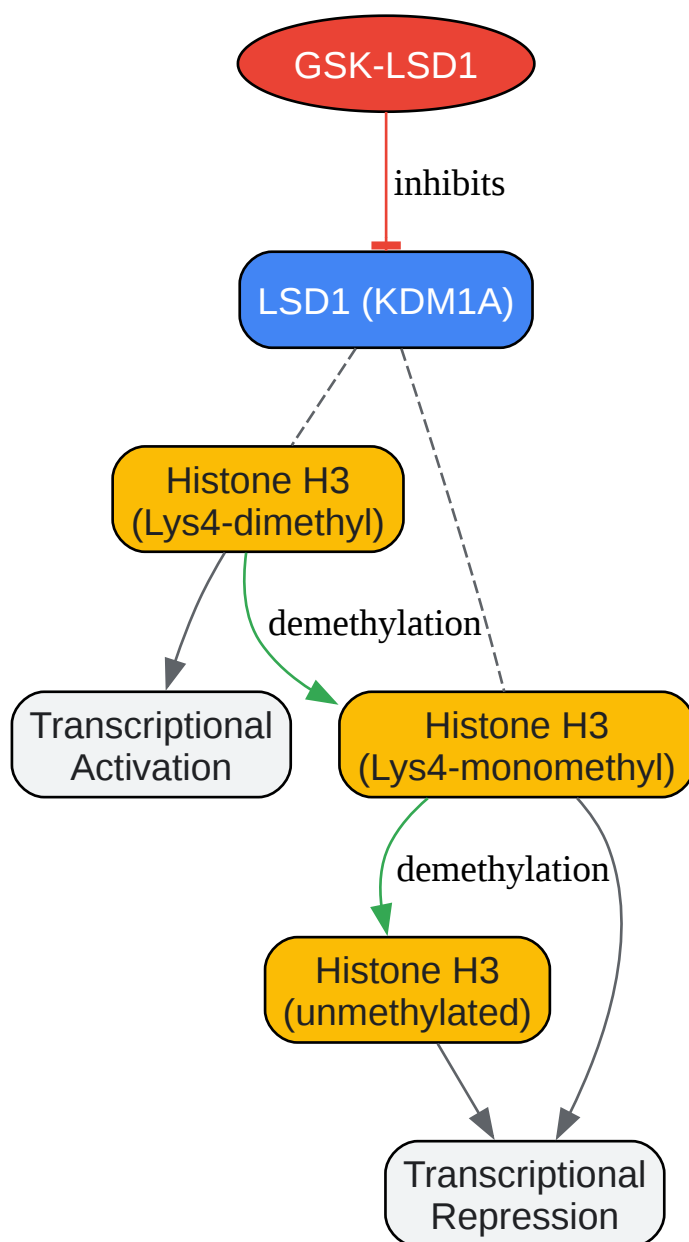 GSK-LSD1
inhibits
LSD1 (KDM1A)
Histone H3
(Lys4-dimethyl)
demethylation
Transcriptional
Activation
Histone H3
(Lys4-monomethyl)
demethylation
Histone H3
(unmethylated)
Transcriptional
Repression